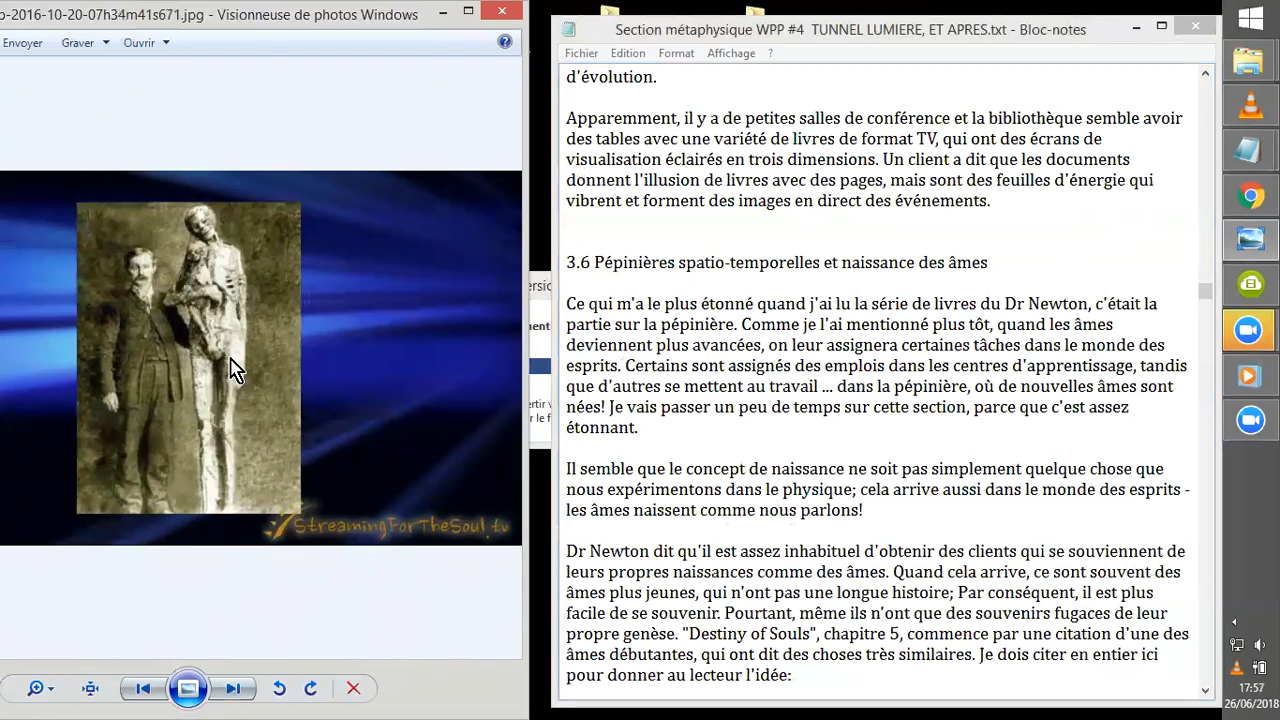 o-2016_12_20-07h34m41s671.jpg - Visionneuse de photos Windows
Envoyer Graver Ouvrir
StreamingForTheSoul.tv
Section métaphysique WPP #4 TUNNEL LUMIERE, ET APRES.txt - Bloc-notes
Fichier Edition Format Affichage ?
d'évolution.
Apparemment, il y a de petites salles de conférence et la bibliothèque semble avoir
des tables avec une variété de livres de format TV, qui ont des écrans de
visualisation éclairés en trois dimensions. Un client a dit que les documents
donnent l'illusion de livres avec des pages, mais sont des feuilles d'énergie qui
vibrent et forment des images en direct des événements.
3.6 Pépinières spatio-temporelles et naissance des âmes
Ce qui m'a le plus étonné quand j'ai lu la série de livres du Dr Newton, c'était la
partie sur la pépinière. Comme je l'ai mentionné plus tôt, quand les âmes
deviennent plus avancées, on leur assignera certaines tâches dans le monde des
esprits. Certains sont assignés des emplois dans les centres d'apprentissage, tandis
que d'autres se mettent au travail ... dans la pépinière, où de nouvelles âmes sont
nées! Je vais passer un peu de temps sur cette section, parce que c'est assez
étonnant.
Il semble que le concept de naissance ne soit pas simplement quelque chose que
nous expérimentons dans le physique; cela arrive aussi dans le monde des esprits -
les âmes naissent comme nous parlons!
Dr Newton dit qu'il est assez inhabituel d'obtenir des clients qui se souviennent de
leurs propres naissances comme des âmes. Quand cela arrive, ce sont souvent des
âmes plus jeunes, qui n'ont pas une longue histoire; Par conséquent, il est plus
facile de se souvenir. Pourtant, même ils n'ont que des souvenirs fugaces de leur
propre genèse. "Destiny of Souls", chapitre 5, commence par une citation d'une des
âmes débutantes, qui ont dit des choses très similaires. Je dois citer en entier ici
pour donner au lecteur l'idée:
17:57
26/06/2018